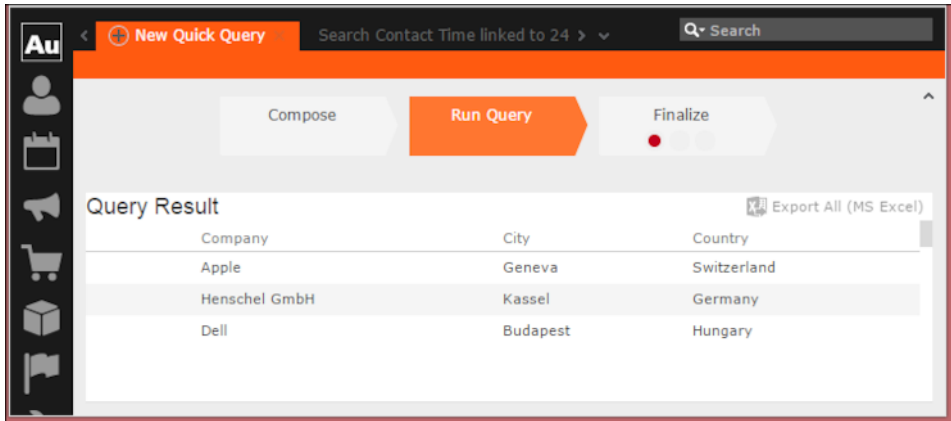 Au
New Quick Query
Search Contact Time linked to 24
Search
Compose
Run Query
Finalize
Query Result
Export All (MS Excel)
Company City Country
Apple Geneva Switzerland
Henschel GmbH Kassel Germany
Dell Budapest Hungary